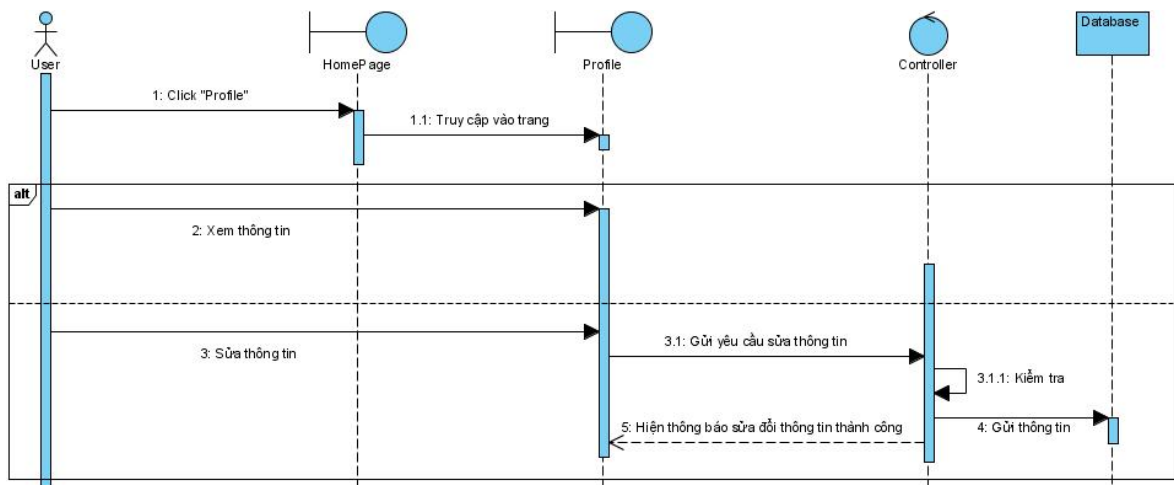 User
HomePage
Profile
Controller
Database
1: Click "Profile"
1.1: Truy cập vào trang
alt
2: Xem thông tin
3: Sửa thông tin
3.1: Gửi yêu cầu sửa thông tin
3.1.1: Kiểm tra
4: Gửi thông tin
5: Hiện thông báo sửa đổi thông tin thành công